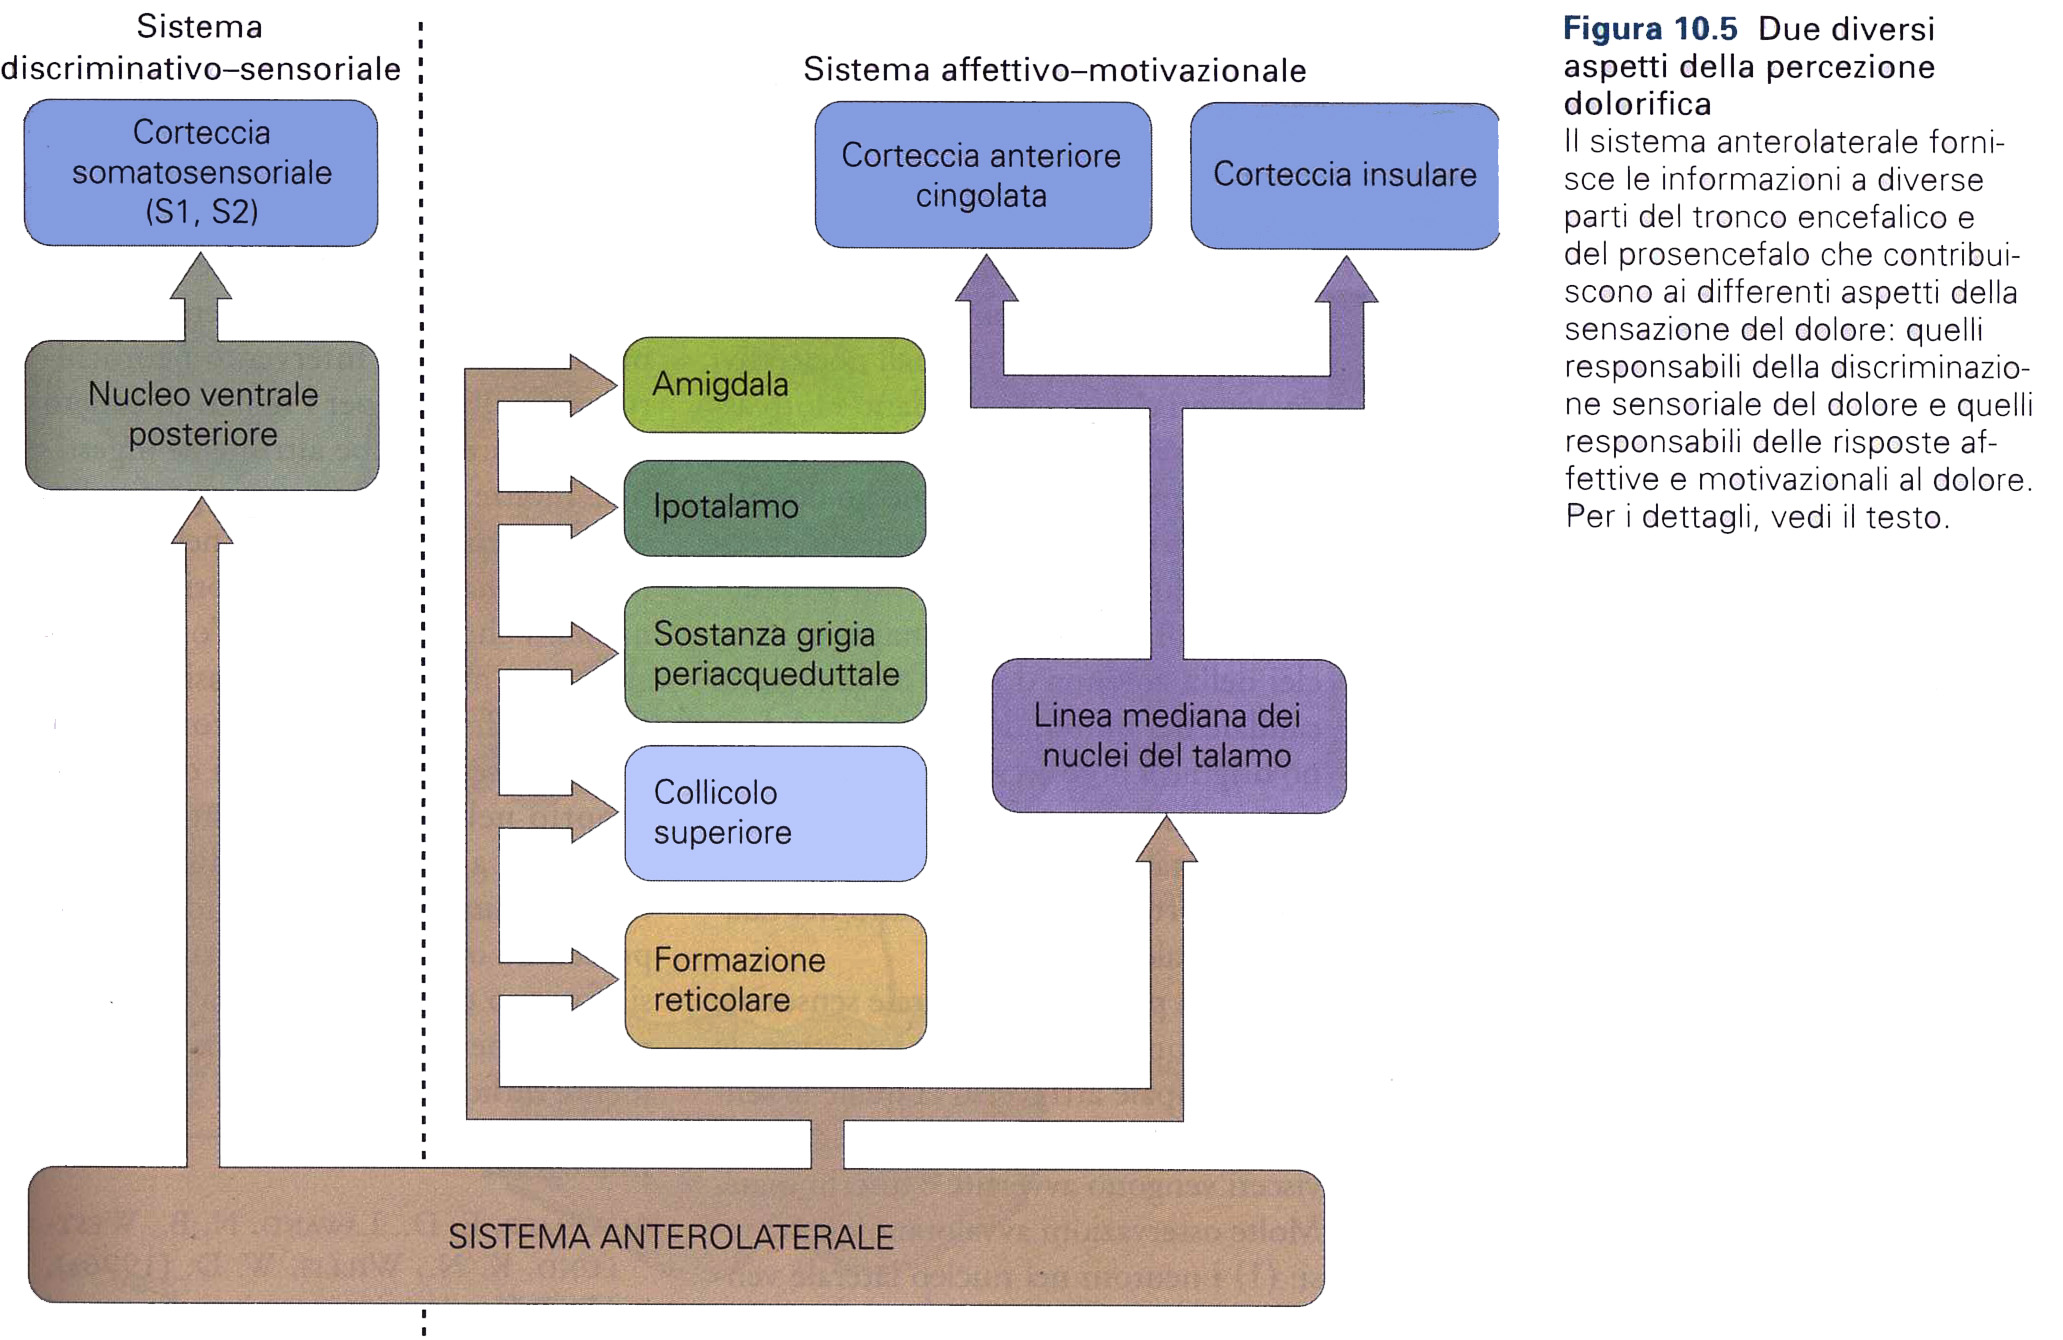 Sistema
discriminativo–sensoriale
Sistema affettivo–motivazionale
Corteccia
somatosensoriale
(S1, S2)
Corteccia anteriore
cingolata
Corteccia insulare
Nucleo ventrale
posteriore
Amigdala
Ipotalamo
Sostanza grigia
periacqueduttale
Collicolo
superiore
Formazione
reticolare
Linea mediana dei
nuclei del talamo
SISTEMA ANTEROLATERALE
Figura 10.5 Due diversi
aspetti della percezione
dolorifica
Il sistema anterolaterale forni-
sce le informazioni a diverse
parti del tronco encefalico e
del prosencefalo che contribui-
scono ai differenti aspetti della
sensazione del dolore: quelli
responsabili della discriminazio-
ne sensoriale del dolore e quelli
responsabili delle risposte af-
fettive e motivazionali al dolore.
Per i dettagli, vedi il testo.